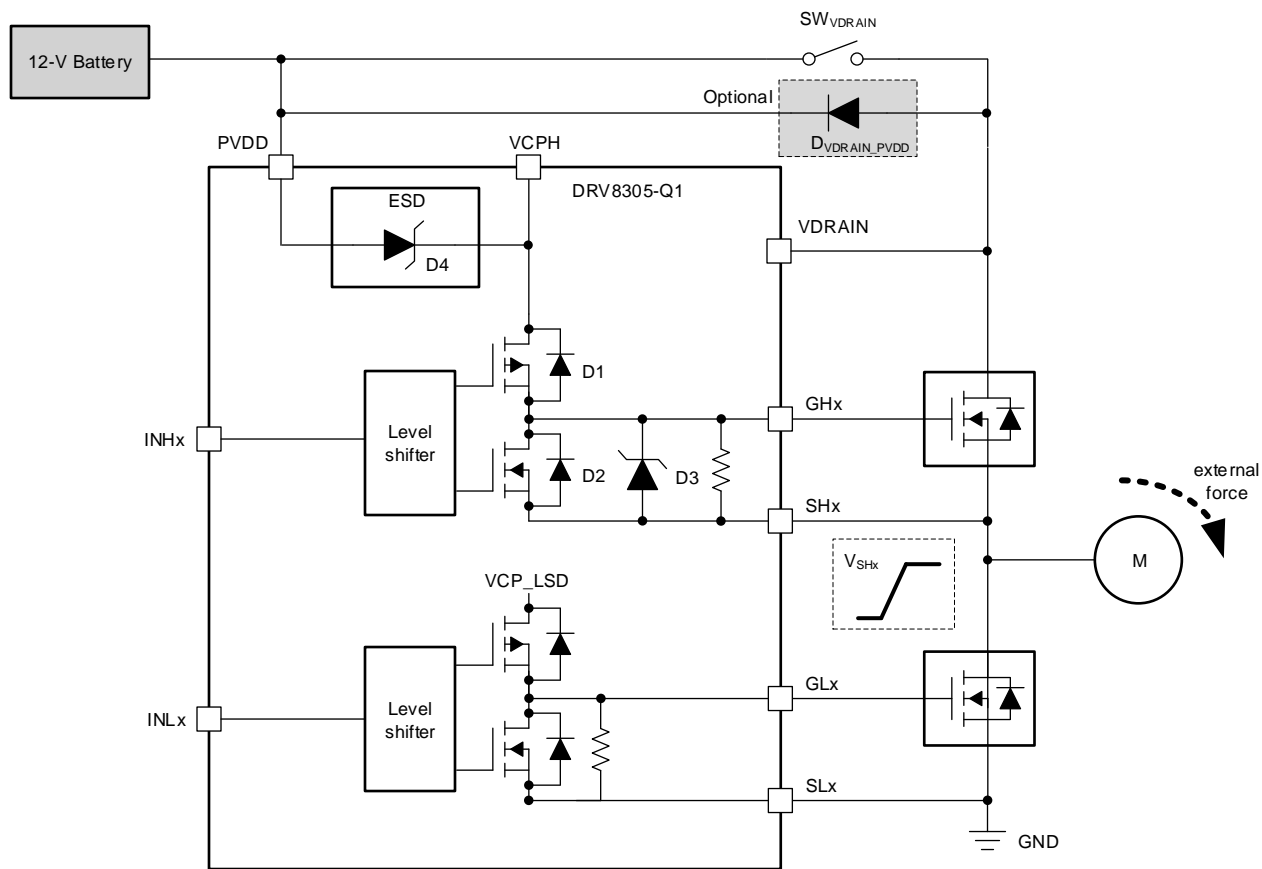 SWVDRAIN
12-V Battery
Optional
DVDRAIN_PVDD
PVDD
VCPH
DRV8305-Q1
ESD
D4
VDRAIN
D1
GHx
INHx
Level
shifter
D2
D3
external
force
SHx
M
VSHx
VCP_LSD
GLx
INLx
Level
shifter
SLx
GND